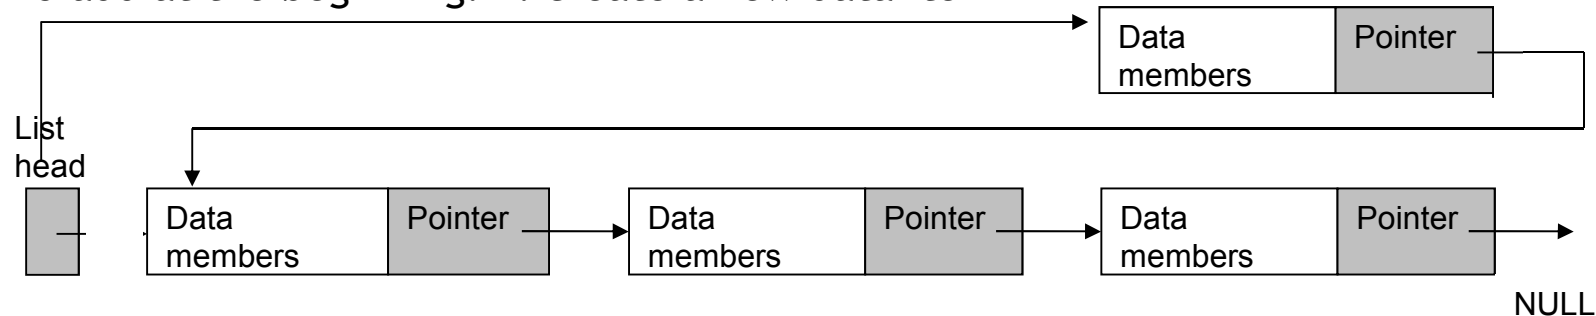 Data Pointer
members
List
head
Data Pointer Data Pointer Data Pointer
members members members
NULL